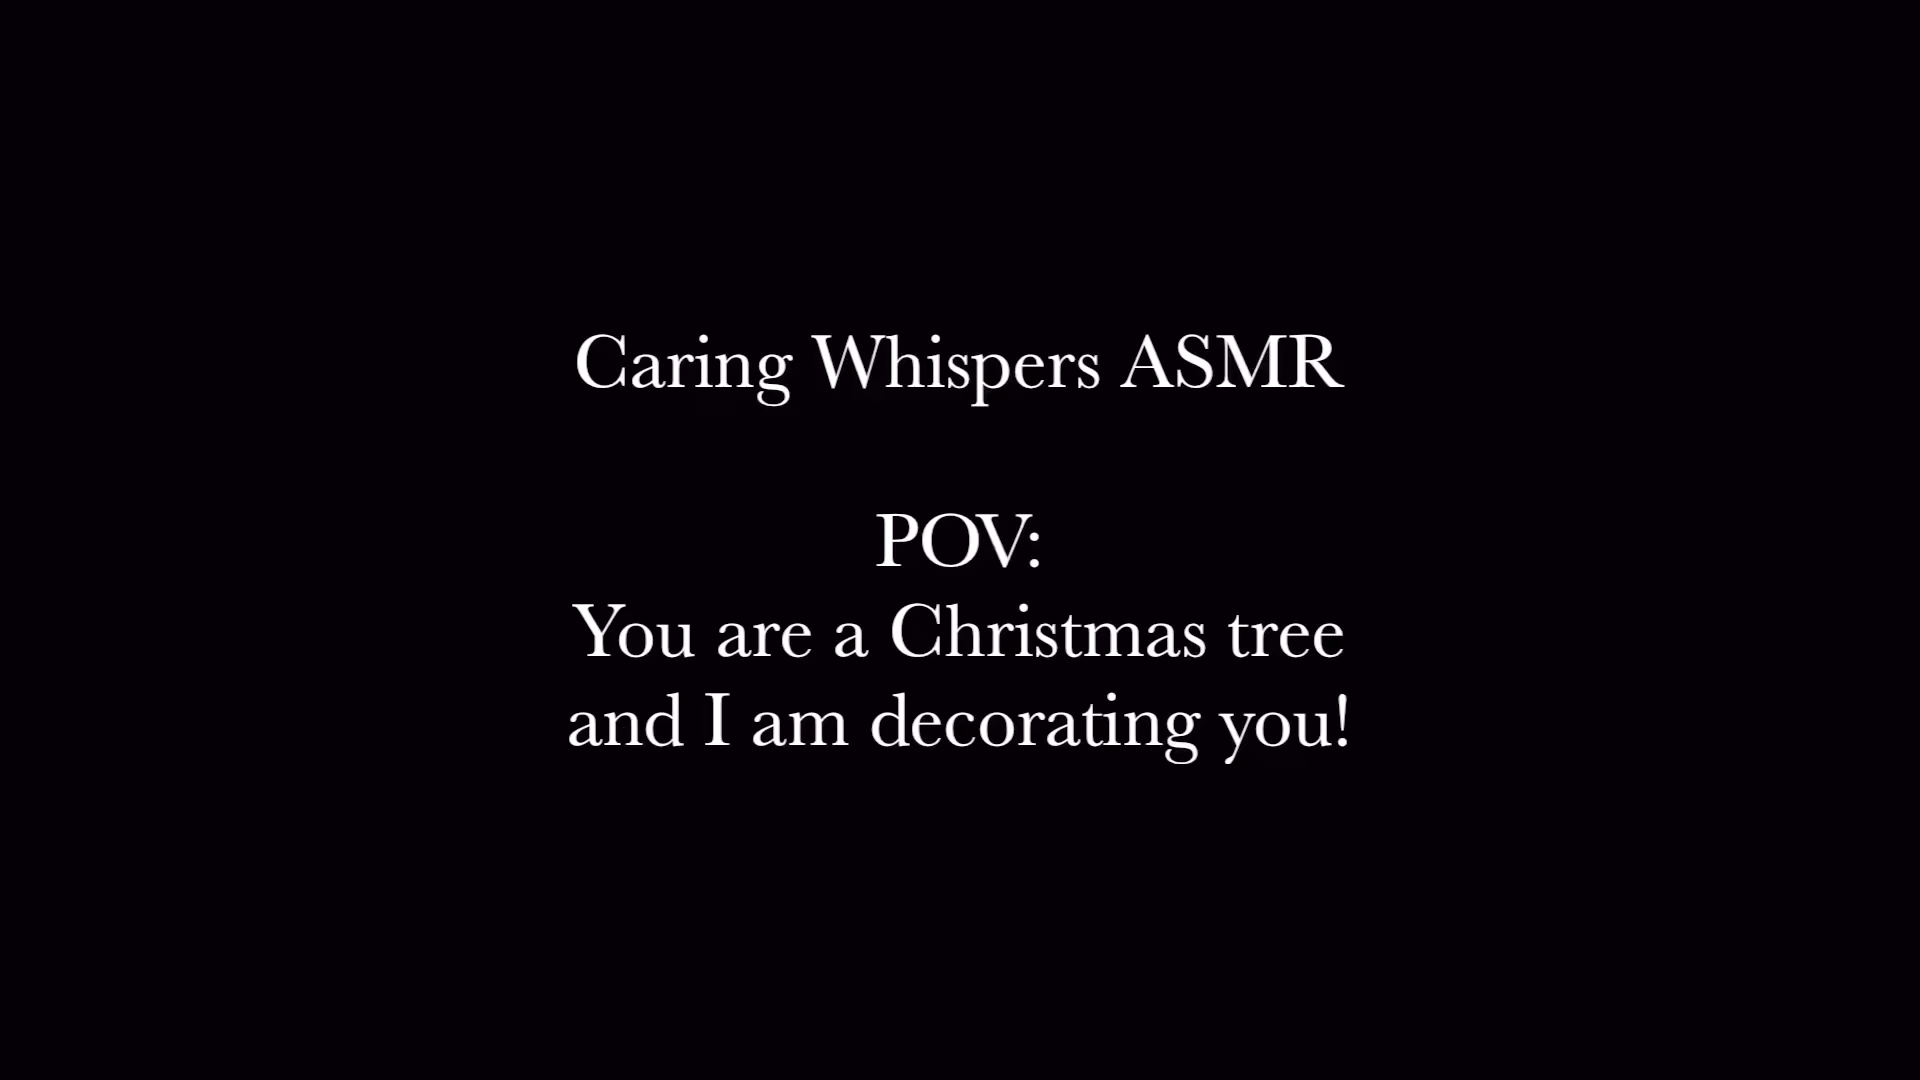 Caring Whispers ASMR
POV:
You are a Christmas tree
and I am decorating you!